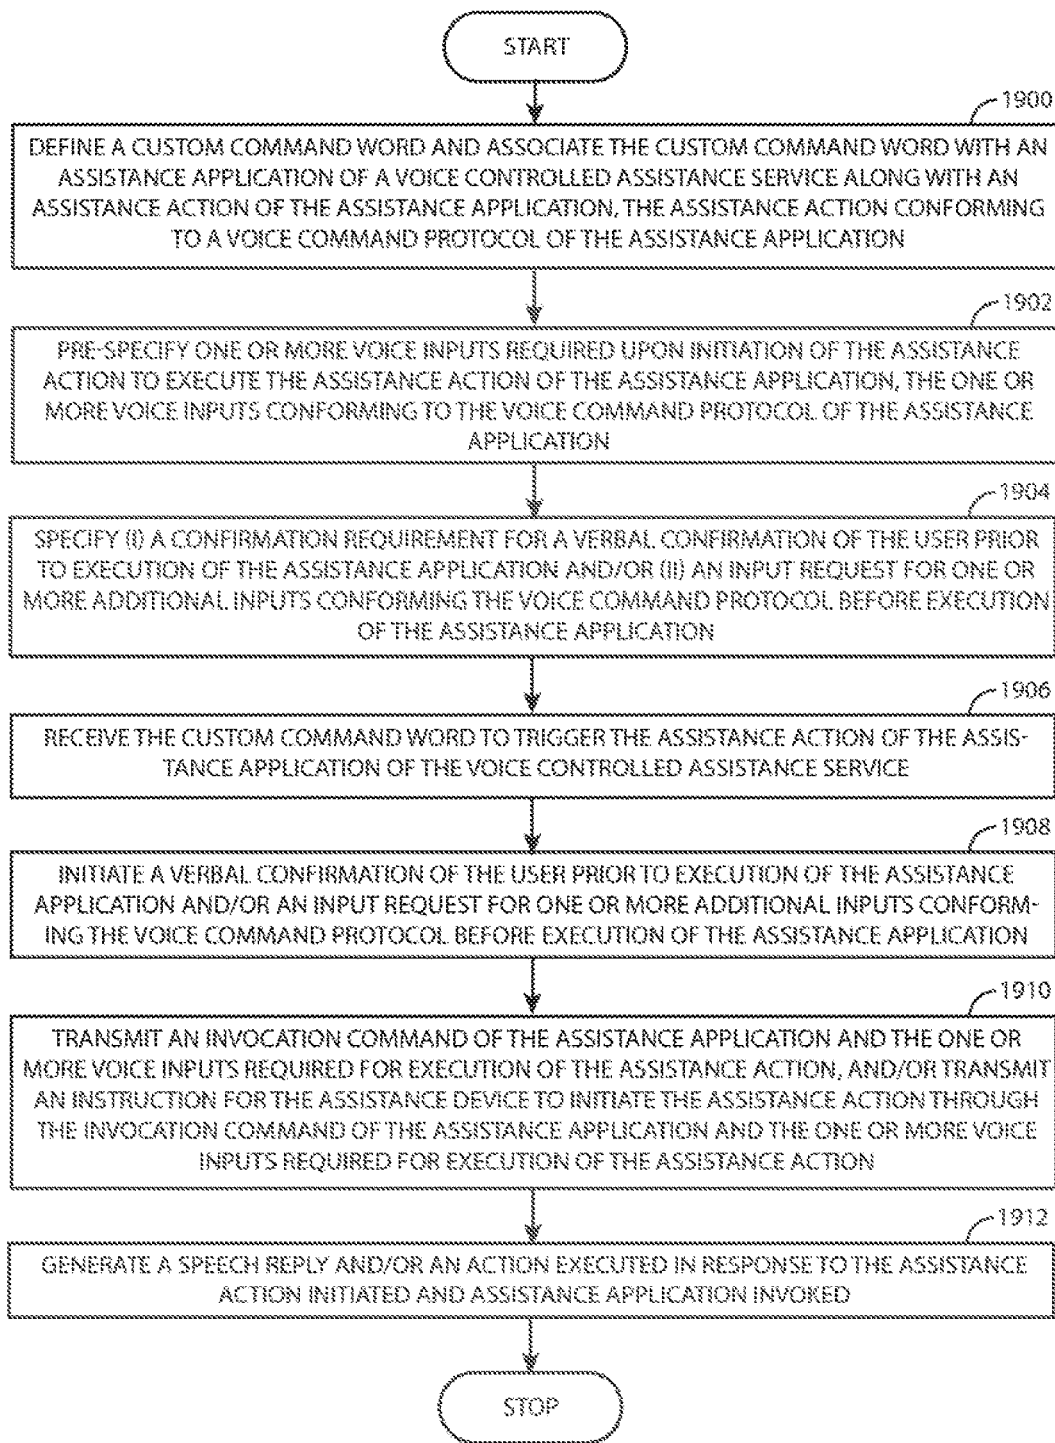 START
1900
DEFINE A CUSTOM COMMAND WORD AND ASSOCIATE THE CUSTOM COMMAND WORD WITH AN
ASSISTANCE APPLICATION OF A VOICE CONTROLLED ASSISTANCE SERVICE ALONG WITH AN
ASSISTANCE ACTION OF THE ASSISTANCE APPLICATION, THE ASSISTANCE ACTION CONFORMING
TO A VOICE COMMAND PROTOCOL OF THE ASSISTANCE APPLICATION
1902
PRE-SPECIFY ONE OR MORE VOICE INPUTS REQUIRED UPON INITIATION OF THE ASSISTANCE
ACTION TO EXECUTE THE ASSISTANCE ACTION OF THE ASSISTANCE APPLICATION, THE ONE OR
MORE VOICE INPUTS CONFORMING TO THE VOICE COMMAND PROTOCOL OF THE ASSISTANCE
APPLICATION
1904
SPECIFY (I) A CONFIRMATION REQUIREMENT FOR A VERBAL CONFIRMATION OF THE USER PRIOR
TO EXECUTION OF THE ASSISTANCE APPLICATION AND/OR (II) AN INPUT REQUEST FOR ONE OR
MORE ADDITIONAL INPUTS CONFORMING THE VOICE COMMAND PROTOCOL BEFORE EXECUTION
OF THE ASSISTANCE APPLICATION
1906
RECEIVE THE CUSTOM COMMAND WORD TO TRIGGER THE ASSISTANCE ACTION OF THE ASSIS-
TANCE APPLICATION OF THE VOICE CONTROLLED ASSISTANCE SERVICE
1908
INITIATE A VERBAL CONFIRMATION OF THE USER PRIOR TO EXECUTION OF THE ASSISTANCE
APPLICATION AND/OR AN INPUT REQUEST FOR ONE OR MORE ADDITIONAL INPUTS CONFORM-
ING THE VOICE COMMAND PROTOCOL BEFORE EXECUTION OF THE ASSISTANCE APPLICATION
1910
TRANSMIT AN INVOCATION COMMAND OF THE ASSISTANCE APPLICATION AND THE ONE OR
MORE VOICE INPUTS REQUIRED FOR EXECUTION OF THE ASSISTANCE ACTION, AND/OR TRANSMIT
AN INSTRUCTION FOR THE ASSISTANCE DEVICE TO INITIATE THE ASSISTANCE ACTION THROUGH
THE INVOCATION COMMAND OF THE ASSISTANCE APPLICATION AND THE ONE OR MORE VOICE
INPUTS REQUIRED FOR EXECUTION OF THE ASSISTANCE ACTION
1912
GENERATE A SPEECH REPLY AND/OR AN ACTION EXECUTED IN RESPONSE TO THE ASSISTANCE
ACTION INITIATED AND ASSISTANCE APPLICATION INVOKED
STOP